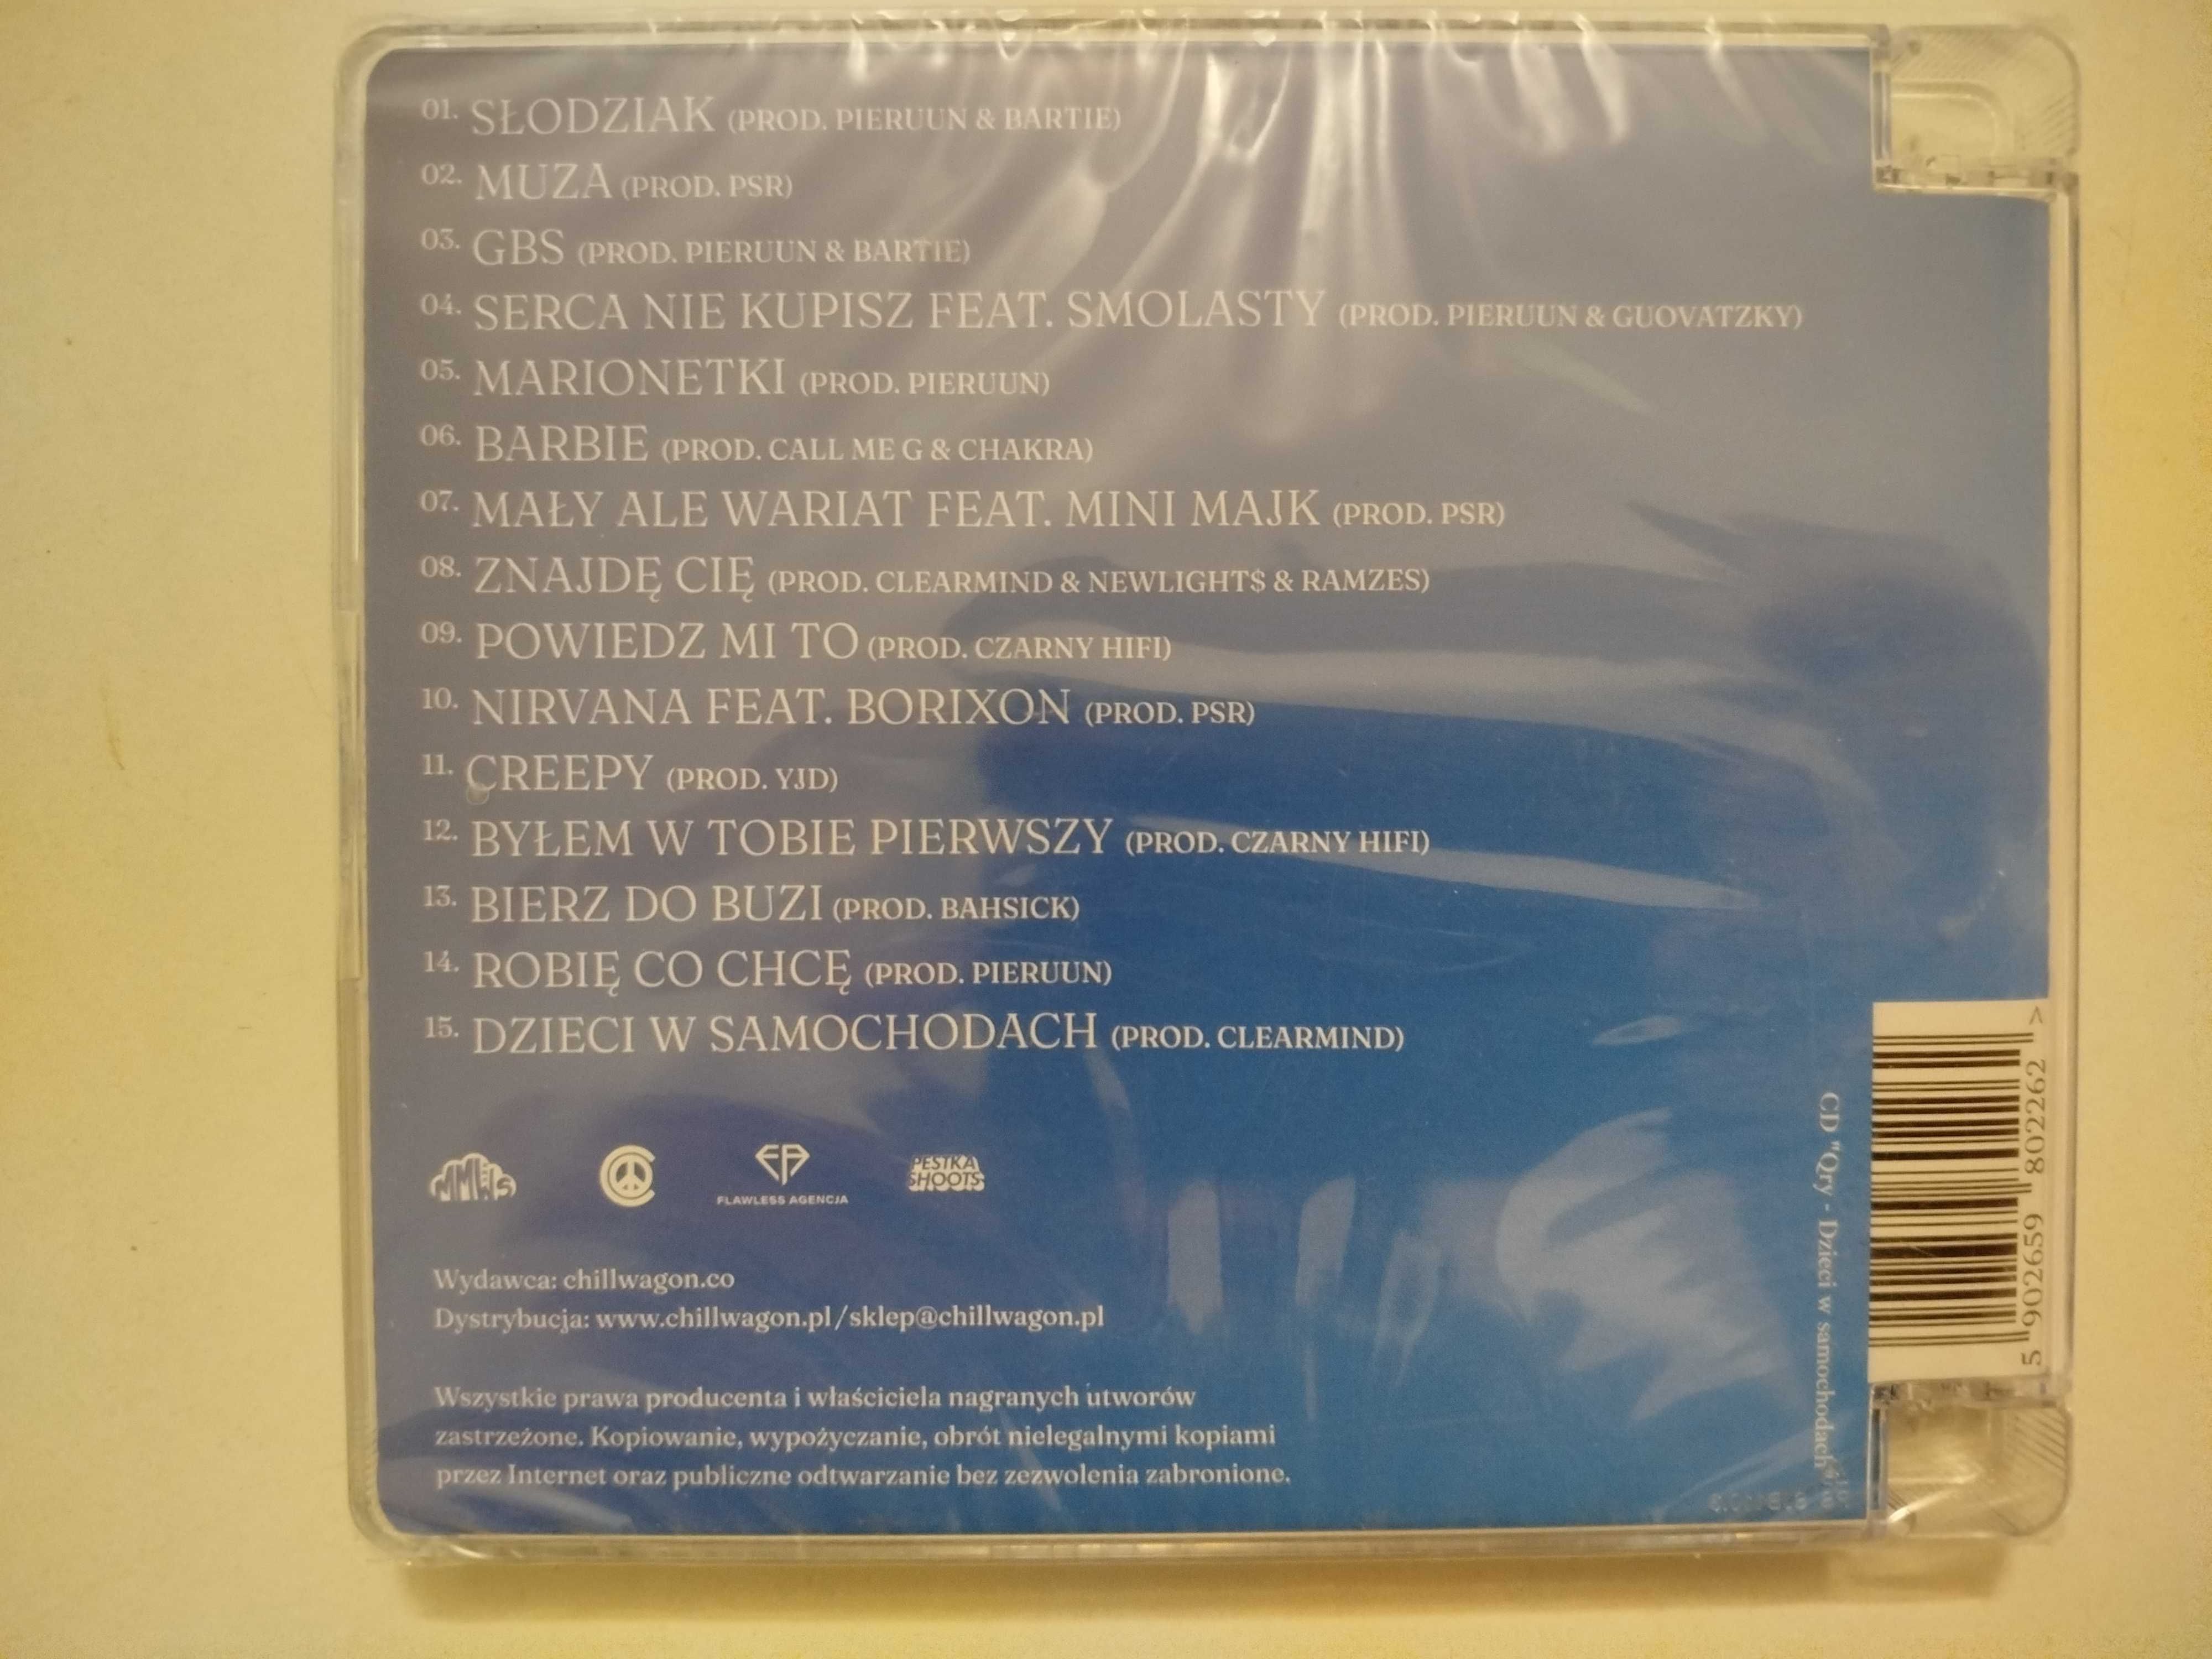 01. SŁODZIAK (PROD. PIERUUN & BARTIE)
02. MUZA (PROD. PSR)
03. GBS (PROD. PIERUUN & BARTIE)
04. SERCA NIE KUPISZ FEAT. SMOLASTY (PROD. PIERUUN & GUOVATZKY)
05. MARIONETKI (PROD. PIERUUN)
06. BARBIE (PROD. CALL ME G & CHAKRA)
07. MAŁY ALE WARIAT FEAT. MINI MAJK (PROD. PSR)
08. ZNAJDĘ CIĘ (PROD. CLEARMIND & NEWLIGHT$ & RAMZES)
09. POWIEDZ MI TO (PROD. CZARNY HIFI)
10. NIRVANA FEAT. BORIXON (PROD. PSR)
11. CREEPY (PROD. YJD)
12. BYŁEM W TOBIE PIERWSZY (PROD. CZARNY HIFI)
13. BIERZ DO BUZI (PROD. BAHSICK)
14. ROBIĘ CO CHCĘ (PROD. PIERUUN)
15. DZIECI W SAMOCHODACH (PROD. CLEARMIND)
FLAWLESS AGENCJA
PESTKA
SHOOTS
Wydawca: chillwagon.co
Dystrybucja: www.chillwagon.pl/sklep@chillwagon.pl
Wszystkie prawa producenta i właściciela nagranych utworów
zastrzeżone. Kopiowanie, wypożyczanie, obrót nielegalnymi kopiami
przez Internet oraz publiczne odtwarzanie bez zezwolenia zabronione.
CD "Qry - Dzieci w samochodach"
5 902659 802262 >